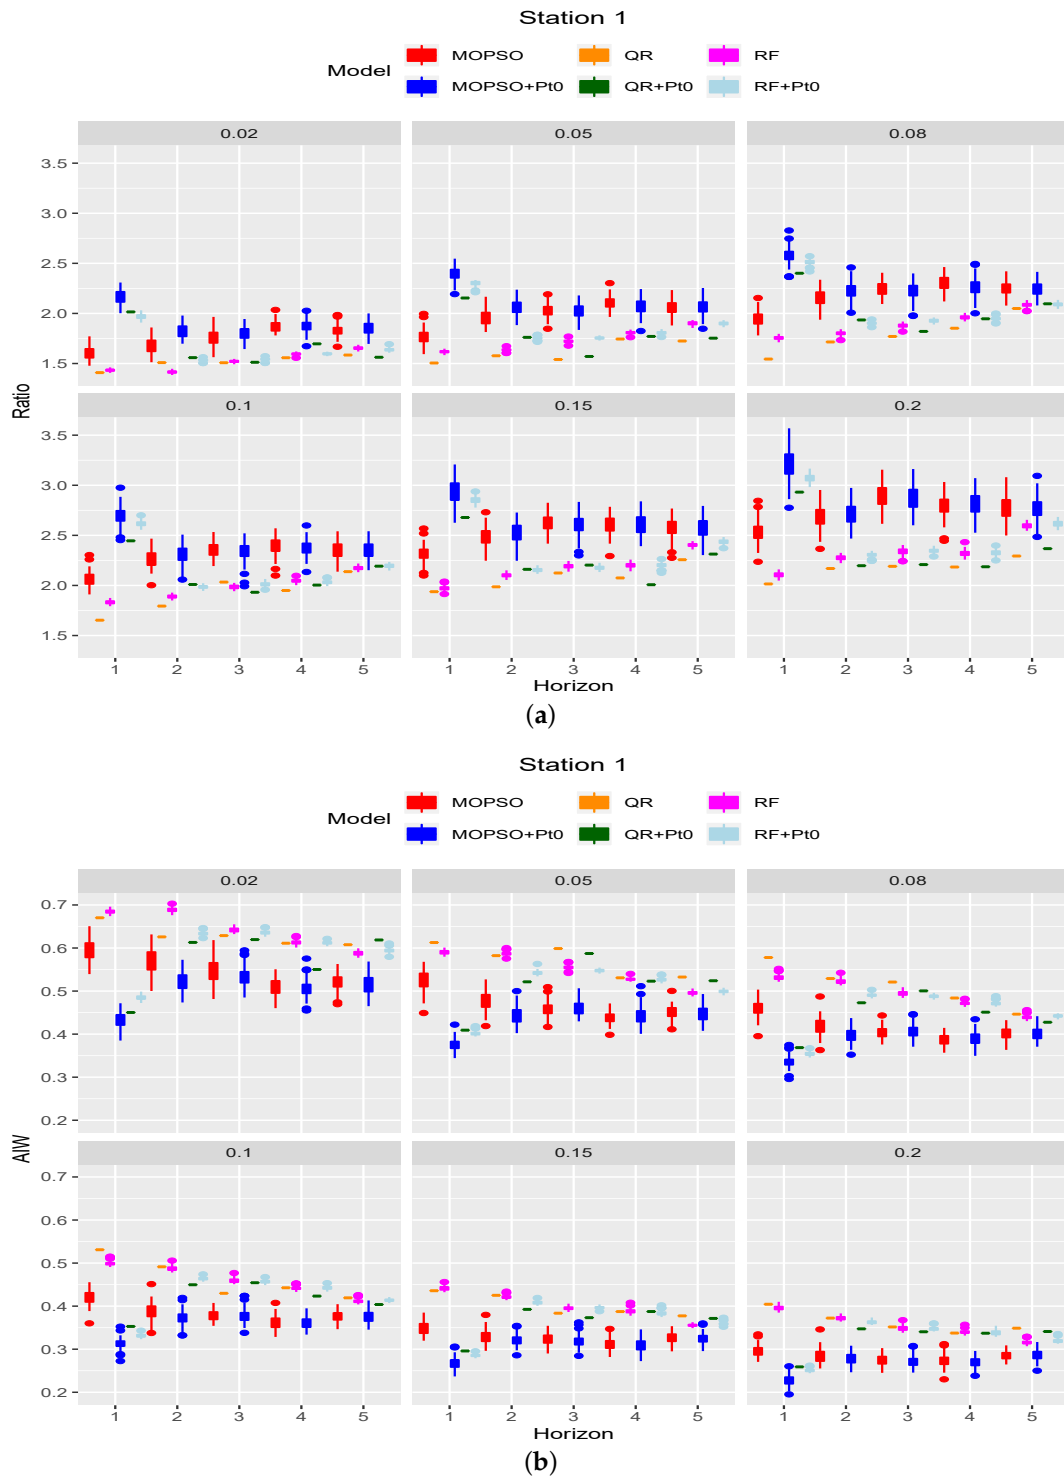 Station 1
Model
MOPSO
QR
RF
MOPSO+Pt0
QR+Pt0
RF+Pt0
0.02
0.05
0.08
3.5
3.0
2.5
2.0
1.5
Ratio
0.1
0.15
0.2
3.5
3.0
2.5
2.0
1.5
1 2 3 4 5
1 2 3 4 5
1 2 3 4 5
Horizon
(a)
Station 1
Model
MOPSO
QR
RF
MOPSO+Pt0
QR+Pt0
RF+Pt0
0.02
0.05
0.08
0.7
0.6
0.5
0.4
0.3
0.2
AIW
0.1
0.15
0.2
0.7
0.6
0.5
0.4
0.3
0.2
1 2 3 4 5
1 2 3 4 5
1 2 3 4 5
Horizon
(b)